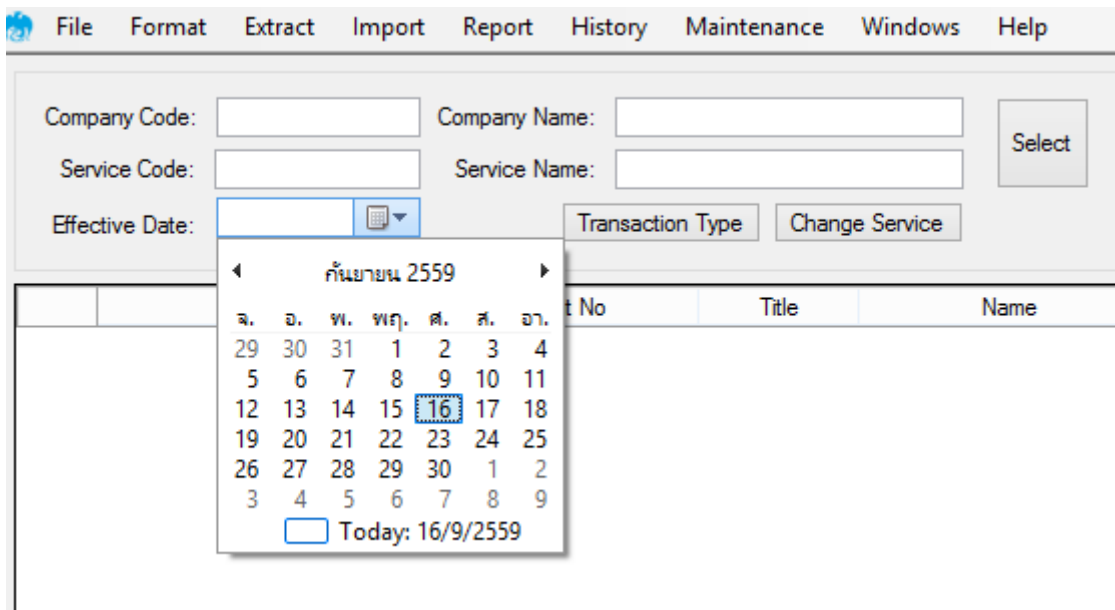 File Format Extract Import Report History Maintenance Windows Help
Company Code: Company Name:
Select
Service Code: Service Name:
Effective Date: Transaction Type Change Service
กันยายน 2559
t No Title Name
จ. อ. พ. พฤ. ศ. ส. อา.
29 30 31 1 2 3 4
5 6 7 8 9 10 11
12 13 14 15 16 17 18
19 20 21 22 23 24 25
26 27 28 29 30 1 2
3 4 5 6 7 8 9
Today: 16/9/2559